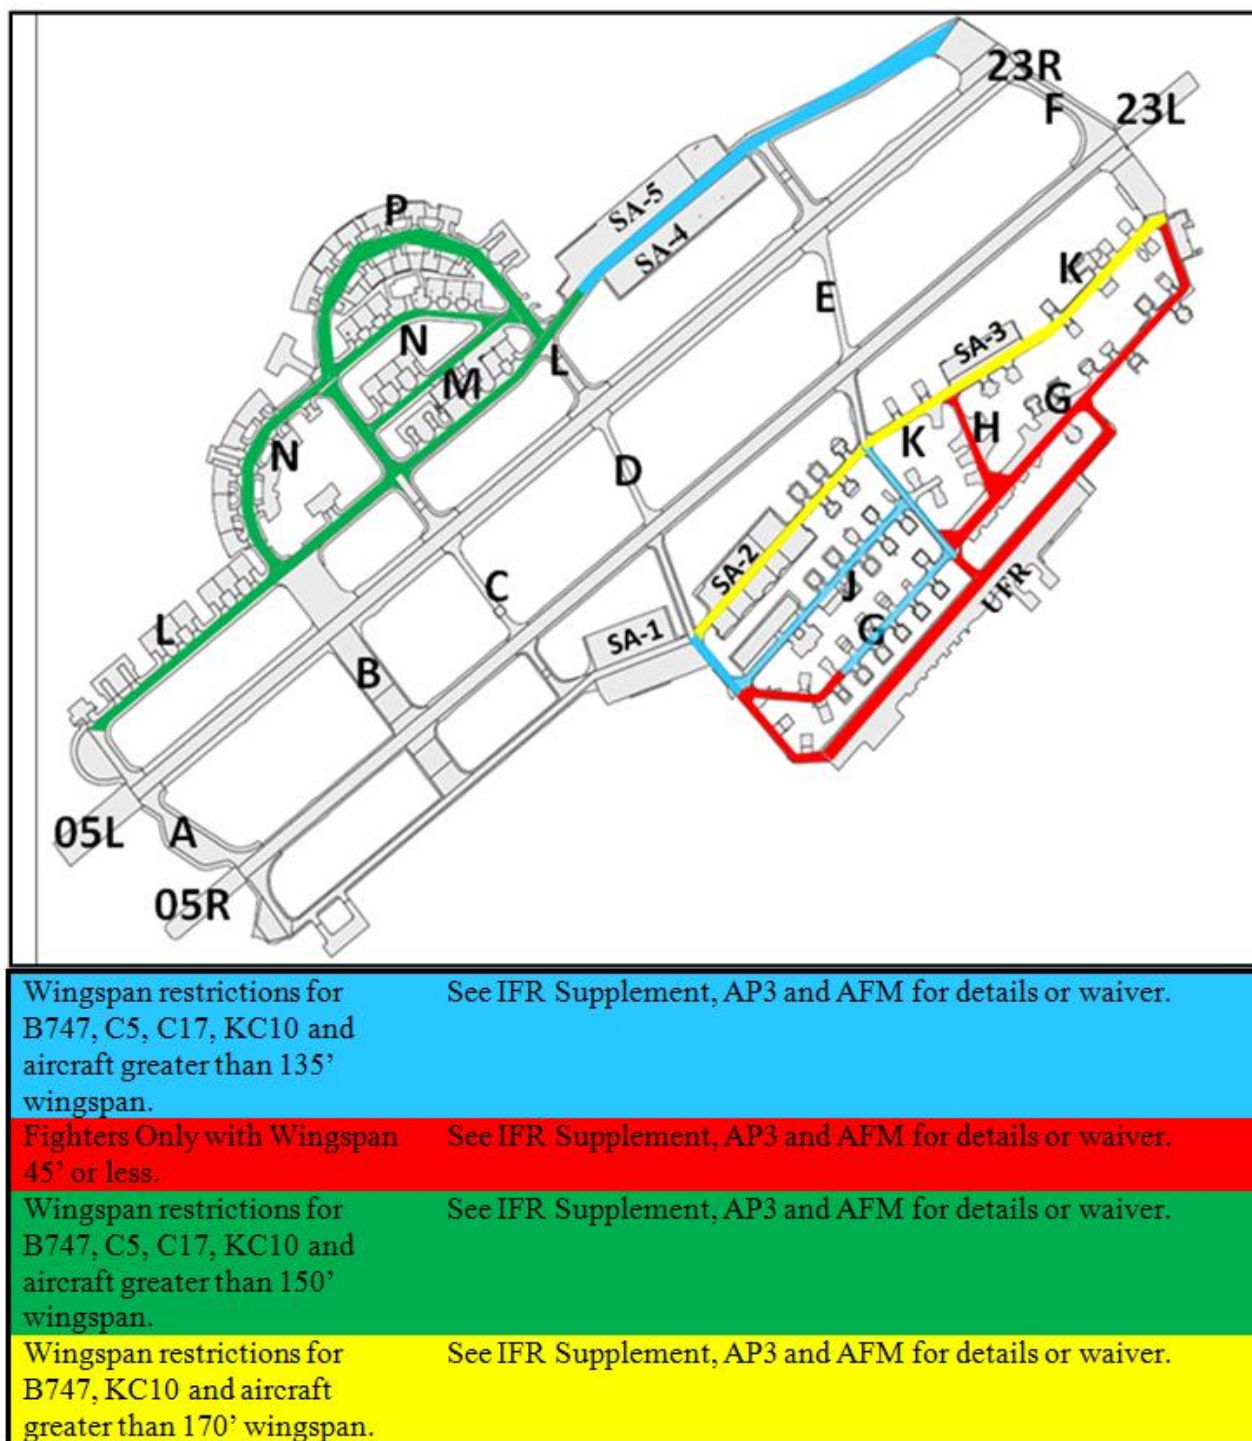 23R
F
23L
P
SA-5
SA-4
K
E
N
L
SA-3
M
G
H
K
N
D
SA-2
C
J
UFR
G
L
SA-1
B
05L
A
05R
Wingspan restrictions for See IFR Supplement, AP3 and AFM for details or waiver.
B747, C5, C17, KC10 and
aircraft greater than 135’
wingspan.
Fighters Only with Wingspan See IFR Supplement, AP3 and AFM for details or waiver.
45’ or less.
Wingspan restrictions for See IFR Supplement, AP3 and AFM for details or waiver.
B747, C5, C17, KC10 and
aircraft greater than 150’
wingspan.
Wingspan restrictions for See IFR Supplement, AP3 and AFM for details or waiver.
B747, KC10 and aircraft
greater than 170’ wingspan.